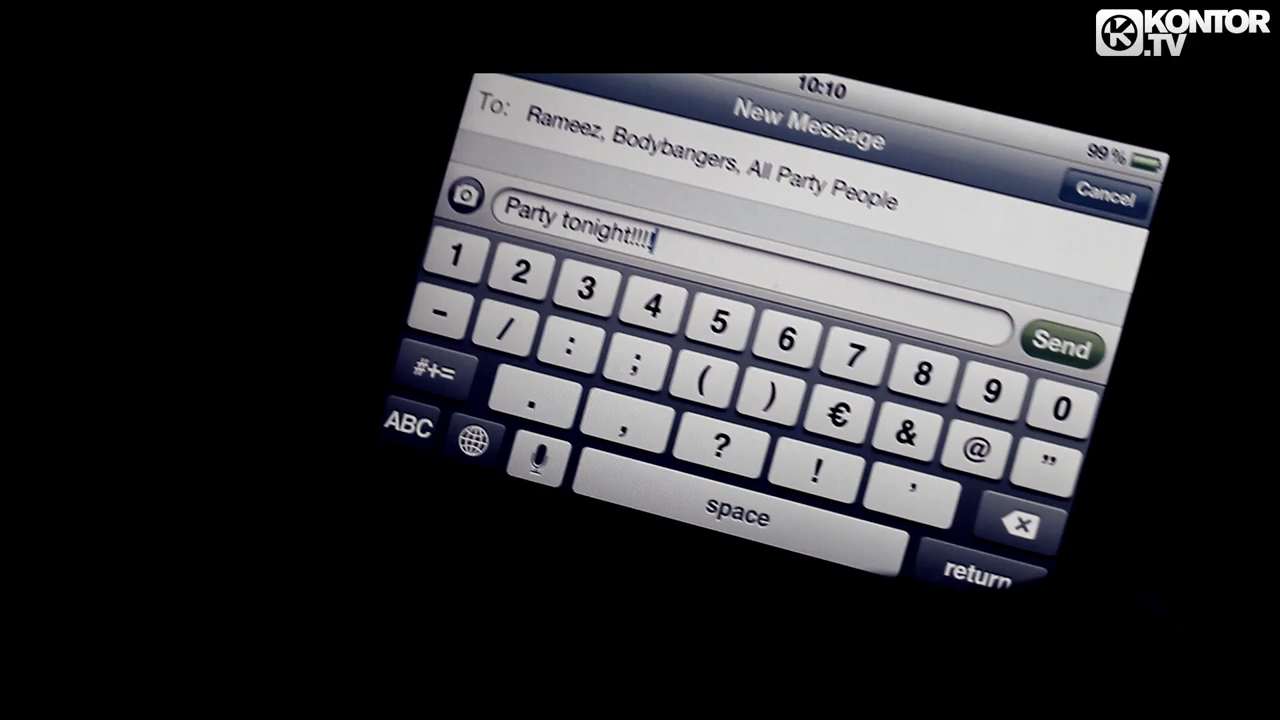 KONTOR
.TV
10:10
99 %
New Message
Cancel
To: Rameez, Bodybangers, All Party People
Party tonight!!!!
Send
1 2 3 4 5 6 7 8 9 0
- / : ; ( ) € & @ "
#+= . , ? ! '
ABC space return